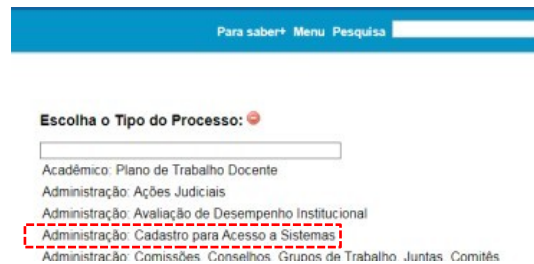 Para saber+ Menu Pesquisa
Escolha o Tipo do Processo:
Acadêmico: Plano de Trabalho Docente
Administração: Ações Judiciais
Administração: Avaliação de Desempenho Institucional
Administração: Cadastro para Acesso a Sistemas
Administração: Comissões, Conselhos, Grupos de Trabalho, Juntas, Comitês